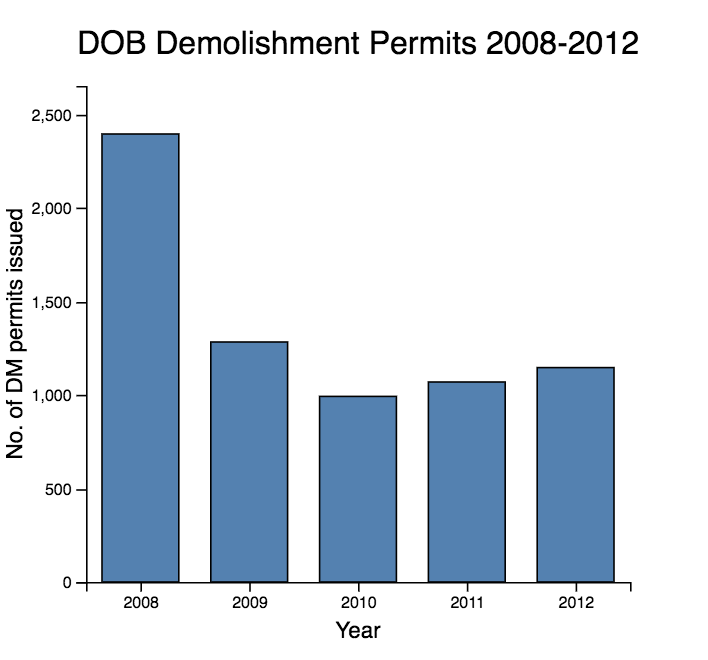 DOB Demolishment Permits 2008-2012
No. of DM permits issued
2,500
2,000
1,500
1,000
500
0
2008 2009 2010 2011 2012
Year